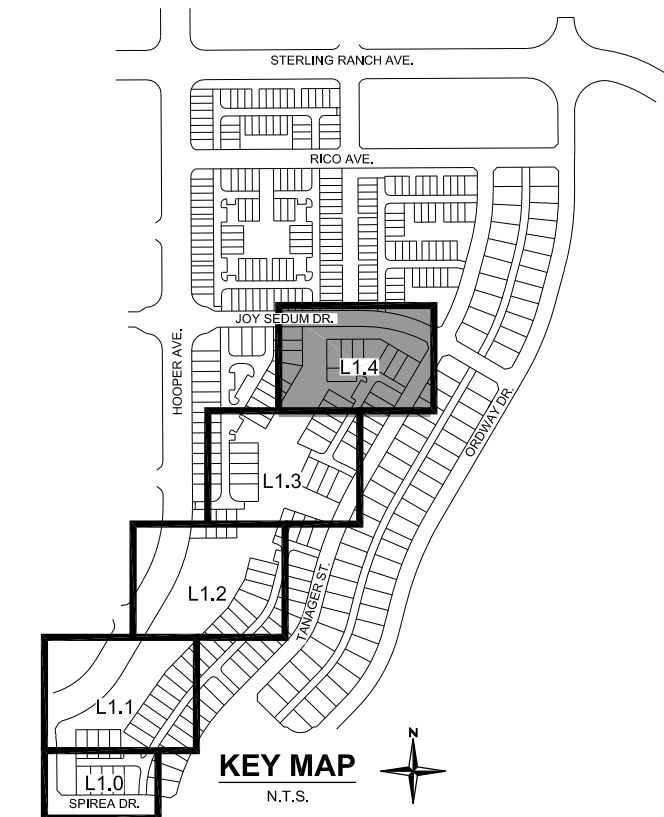 STERLING RANCH AVE.
RICO AVE.
JOY SEDUM DR.
HOOPER AVE.
L1.4
ORDWAY DR.
L1.3
L1.2
TANAGER ST.
L1.1
N
KEY MAP
N.T.S.
L1.0
SPIREA DR.